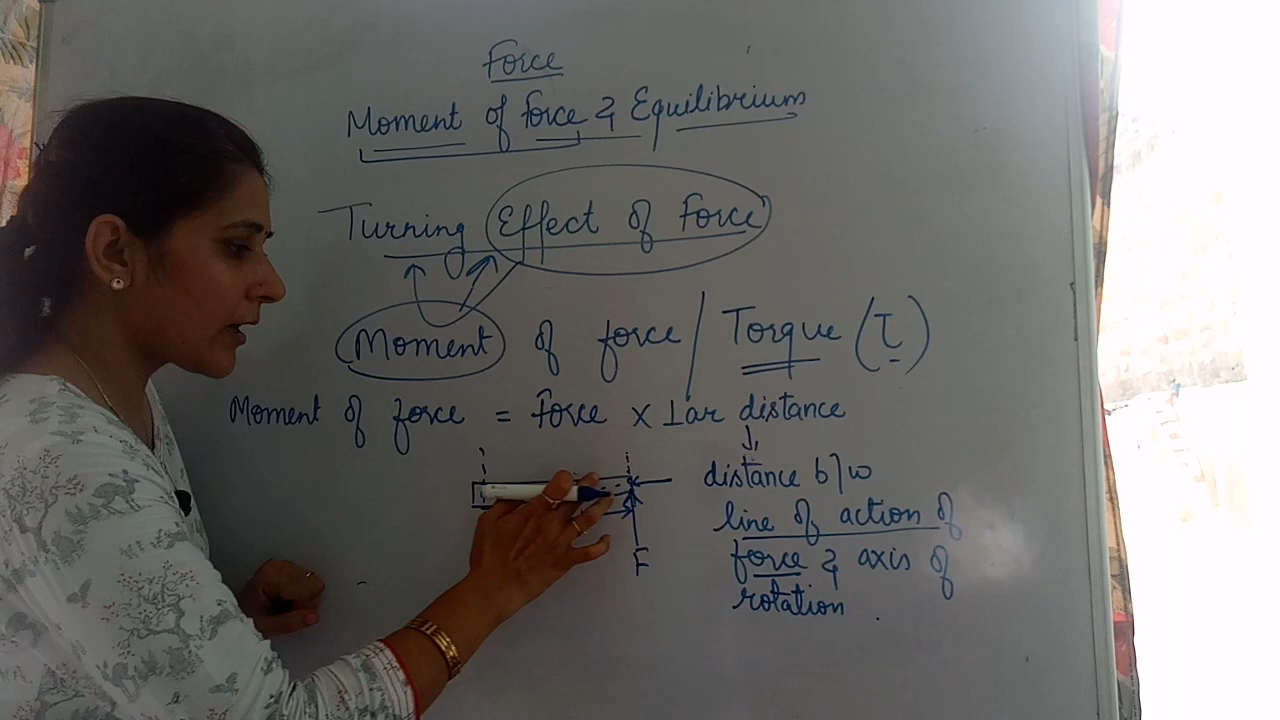 Force
Moment of force & Equilibrium
Turning Effect of Force
Moment of force / Torque (τ)
Moment of force = Force × ⊥ar distance
distance b/w
line of action of
force & axis of
rotation
F